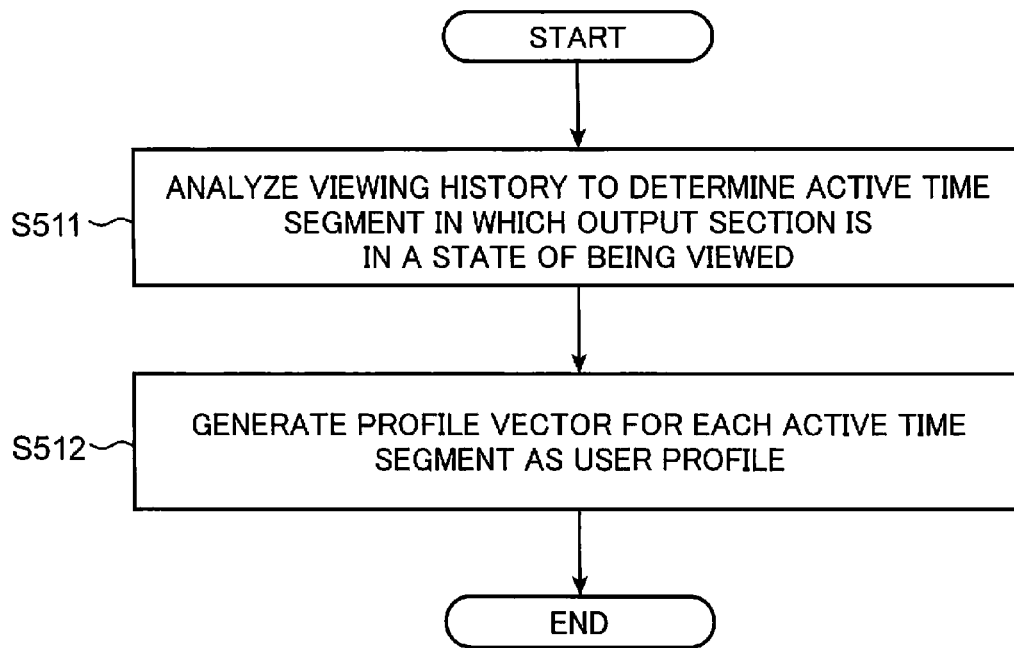 START
S511
ANALYZE VIEWING HISTORY TO DETERMINE ACTIVE TIME
SEGMENT IN WHICH OUTPUT SECTION IS
IN A STATE OF BEING VIEWED
S512
GENERATE PROFILE VECTOR FOR EACH ACTIVE TIME
SEGMENT AS USER PROFILE
END